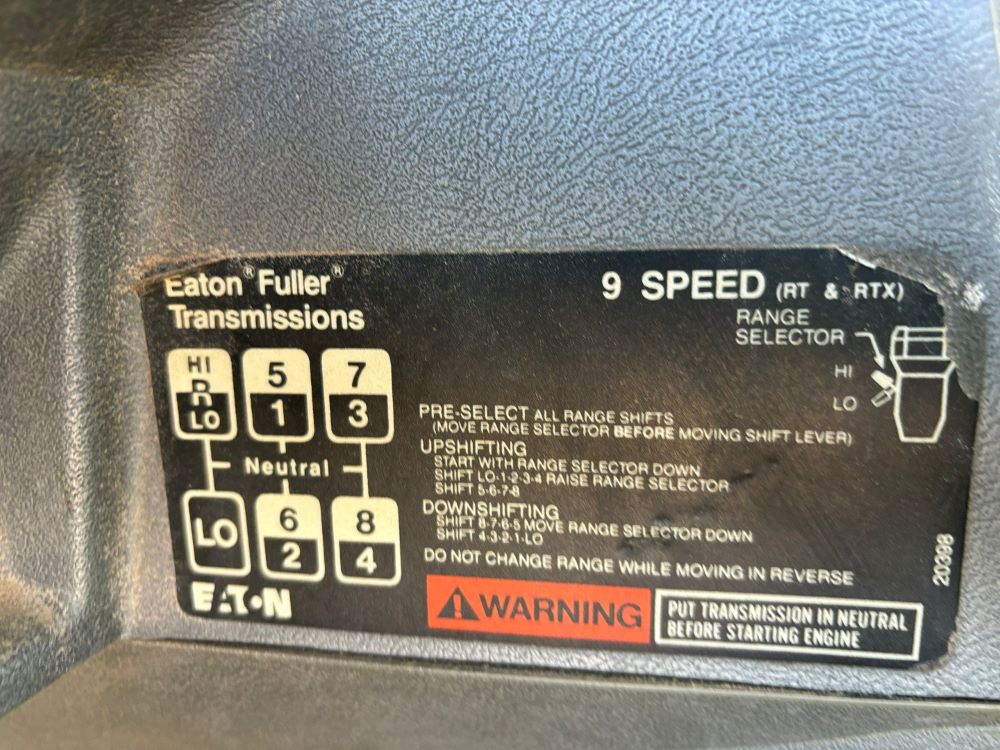 Eaton® Fuller®
Transmissions
9 SPEED (RT & RTX)
RANGE
SELECTOR
HI
LO
HI
R
LO
5
1
7
3
Neutral
LO
6
2
8
4
PRE-SELECT ALL RANGE SHIFTS
(MOVE RANGE SELECTOR BEFORE MOVING SHIFT LEVER)
UPSHIFTING
START WITH RANGE SELECTOR DOWN
SHIFT LO-1-2-3-4 RAISE RANGE SELECTOR
SHIFT 5-6-7-8
DOWNSHIFTING
SHIFT 8-7-6-5 MOVE RANGE SELECTOR DOWN
SHIFT 4-3-2-1-LO
DO NOT CHANGE RANGE WHILE MOVING IN REVERSE
20398
EATON
WARNING
PUT TRANSMISSION IN NEUTRAL
BEFORE STARTING ENGINE